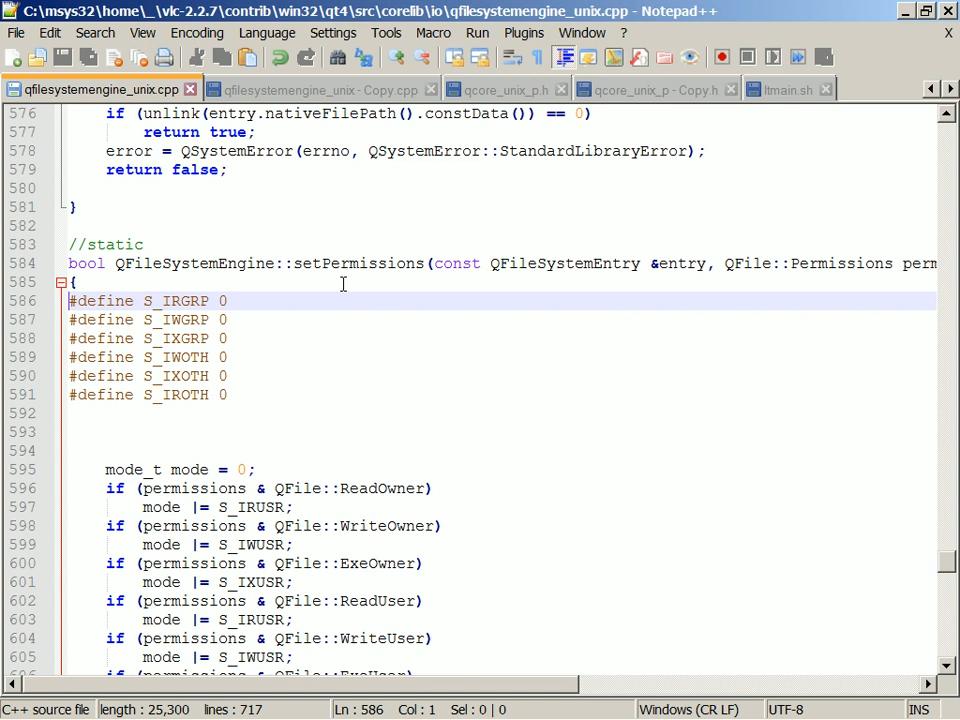 C:\msys32\home\_\vlc-2.2.7\contrib\win32\qt4\src\corelib\io\qfilesystemengine_unix.cpp - Notepad++
File Edit Search View Encoding Language Settings Tools Macro Run Plugins Window ? X
qfilesystemengine_unix.cpp qfilesystemengine_unix - Copy.cpp qcore_unix_p.h qcore_unix_p - Copy.h ltmain.sh
576 if (unlink(entry.nativeFilePath().constData()) == 0)
577 return true;
578 error = QSystemError(errno, QSystemError::StandardLibraryError);
579 return false;
580
581 }
582
583 //static
584 bool QFileSystemEngine::setPermissions(const QFileSystemEntry &entry, QFile::Permissions perm
585 {
586 #define S_IRGRP 0
587 #define S_IWGRP 0
588 #define S_IXGRP 0
589 #define S_IWOTH 0
590 #define S_IXOTH 0
591 #define S_IROTH 0
592
593
594
595 mode_t mode = 0;
596 if (permissions & QFile::ReadOwner)
597 mode |= S_IRUSR;
598 if (permissions & QFile::WriteOwner)
599 mode |= S_IWUSR;
600 if (permissions & QFile::ExeOwner)
601 mode |= S_IXUSR;
602 if (permissions & QFile::ReadUser)
603 mode |= S_IRUSR;
604 if (permissions & QFile::WriteUser)
605 mode |= S_IWUSR;
606 if (permissions & QFile::ExeUser)
C++ source file length : 25,300 lines : 717 Ln : 586 Col : 1 Sel : 0 | 0 Windows (CR LF) UTF-8 INS